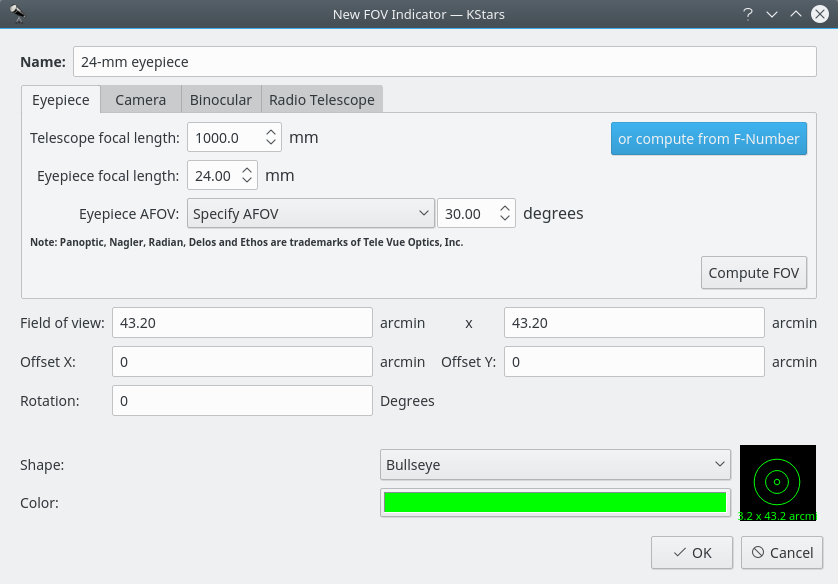 New FOV Indicator — KStars
Name: 24-mm eyepiece
Eyepiece Camera Binocular Radio Telescope
Telescope focal length: 1000.0 mm or compute from F-Number
Eyepiece focal length: 24.00 mm
Eyepiece AFOV: Specify AFOV 30.00 degrees
Note: Panoptic, Nagler, Radian, Delos and Ethos are trademarks of Tele Vue Optics, Inc.
Compute FOV
Field of view: 43.20 arcmin x 43.20 arcmin
Offset X: 0 arcmin Offset Y: 0 arcmin
Rotation: 0 Degrees
Shape: Bullseye
3.2 x 43.2 arcm
Color:
OK Cancel